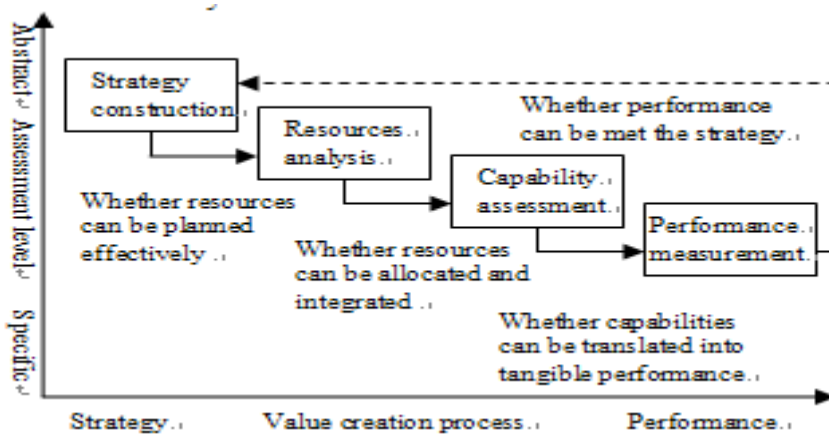 Abstract
Assessment level
Specific
Strategy
construction.
Resources.
analysis.
Capability.
assessment.
Performance.
measurement.
Whether performance
can be met the strategy.
Whether resources
can be planned
effectively .
Whether resources
can be allocated and
integrated .
Whether capabilities
can be translated into
tangible performance.
Strategy.
Value creation process.
Performance.